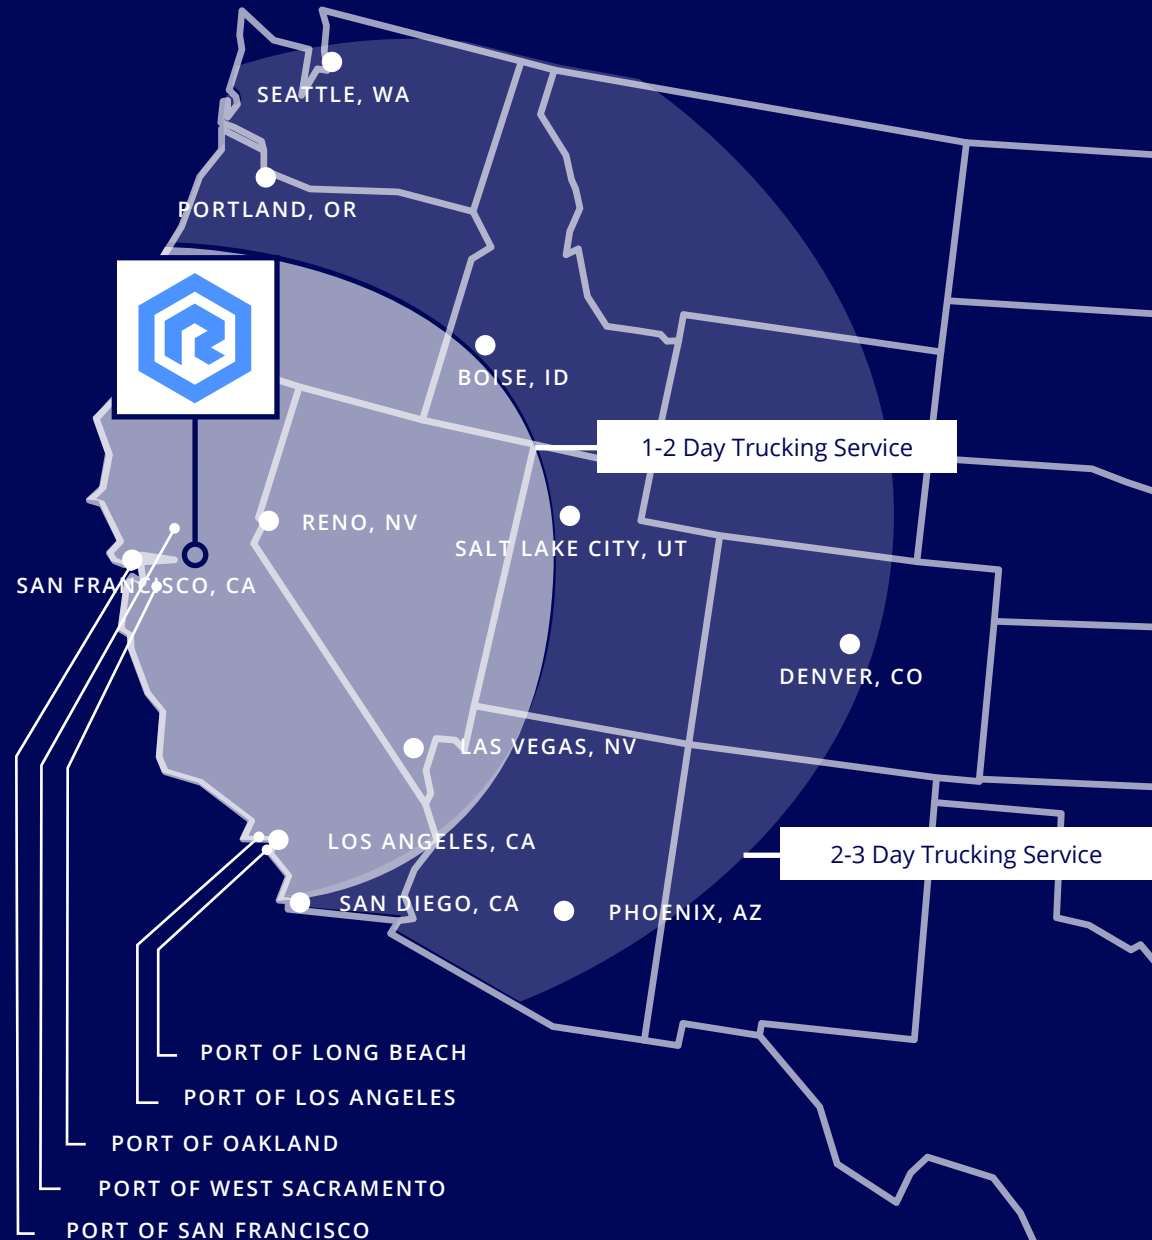 SEATTLE, WA
PORTLAND, OR
BOISE, ID
1-2 Day Trucking Service
RENO, NV
SALT LAKE CITY, UT
SAN FRANCISCO, CA
DENVER, CO
LAS VEGAS, NV
LOS ANGELES, CA
2-3 Day Trucking Service
SAN DIEGO, CA
PHOENIX, AZ
PORT OF LONG BEACH
PORT OF LOS ANGELES
PORT OF OAKLAND
PORT OF WEST SACRAMENTO
PORT OF SAN FRANCISCO